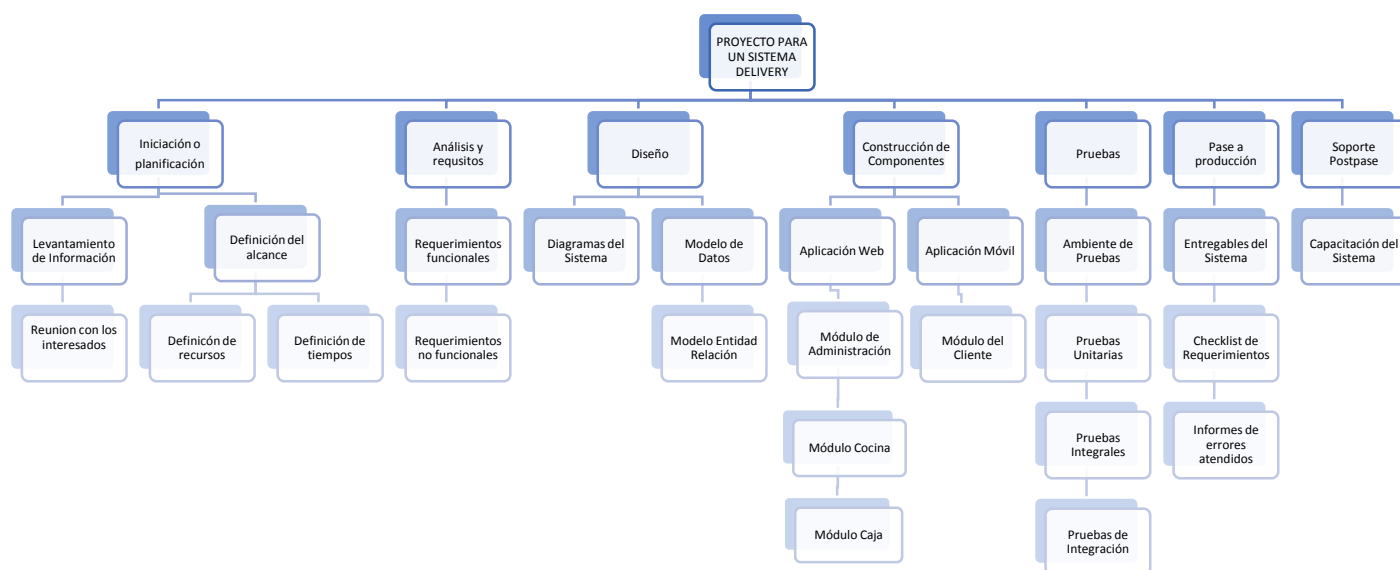 PROYECTO PARA
UN SISTEMA
DELIVERY
Iniciación o
planificación
Análisis y
requsitos
Diseño
Construcción de
Componentes
Pruebas
Pase a
producción
Soporte
Postpase
Levantamiento
de Información
Definición del
alcance
Requerimientos
funcionales
Diagramas del
Sistema
Modelo de
Datos
Aplicación Web
Aplicación Móvil
Ambiente de
Pruebas
Entregables del
Sistema
Capacitación del
Sistema
Reunion con los
interesados
Definicón de
recursos
Definición de
tiempos
Requerimientos
no funcionales
Modelo Entidad
Relación
Módulo de
Administración
Módulo del
Cliente
Pruebas
Unitarias
Checklist de
Requerimientos
Módulo Cocina
Pruebas
Integrales
Informes de
errores
atendidos
Módulo Caja
Pruebas de
Integración